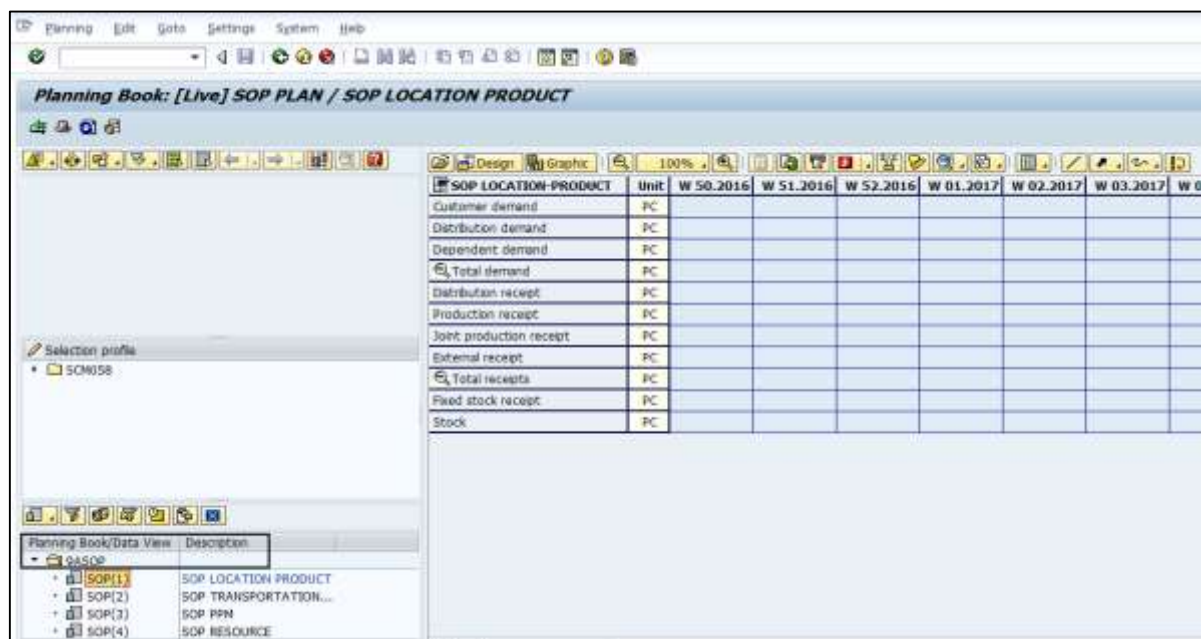 Planning Edit Goto Settings System Help
Planning Book: [Live] SOP PLAN / SOP LOCATION PRODUCT
Design Graphic 100%
SOP LOCATION-PRODUCT Unit W 50.2016 W 51.2016 W 52.2016 W 01.2017 W 02.2017 W 03.2017 W 0
Customer demand PC
Distribution demand PC
Dependent demand PC
Total demand PC
Distribution receipt PC
Production receipt PC
Joint production receipt PC
External receipt PC
Total receipts PC
Fixed stock receipt PC
Stock PC
Selection profile
SCM058
Planning Book/Data View Description
9ASOP
SOP(1) SOP LOCATION PRODUCT
SOP(2) SOP TRANSPORTATION...
SOP(3) SOP PPM
SOP(4) SOP RESOURCE